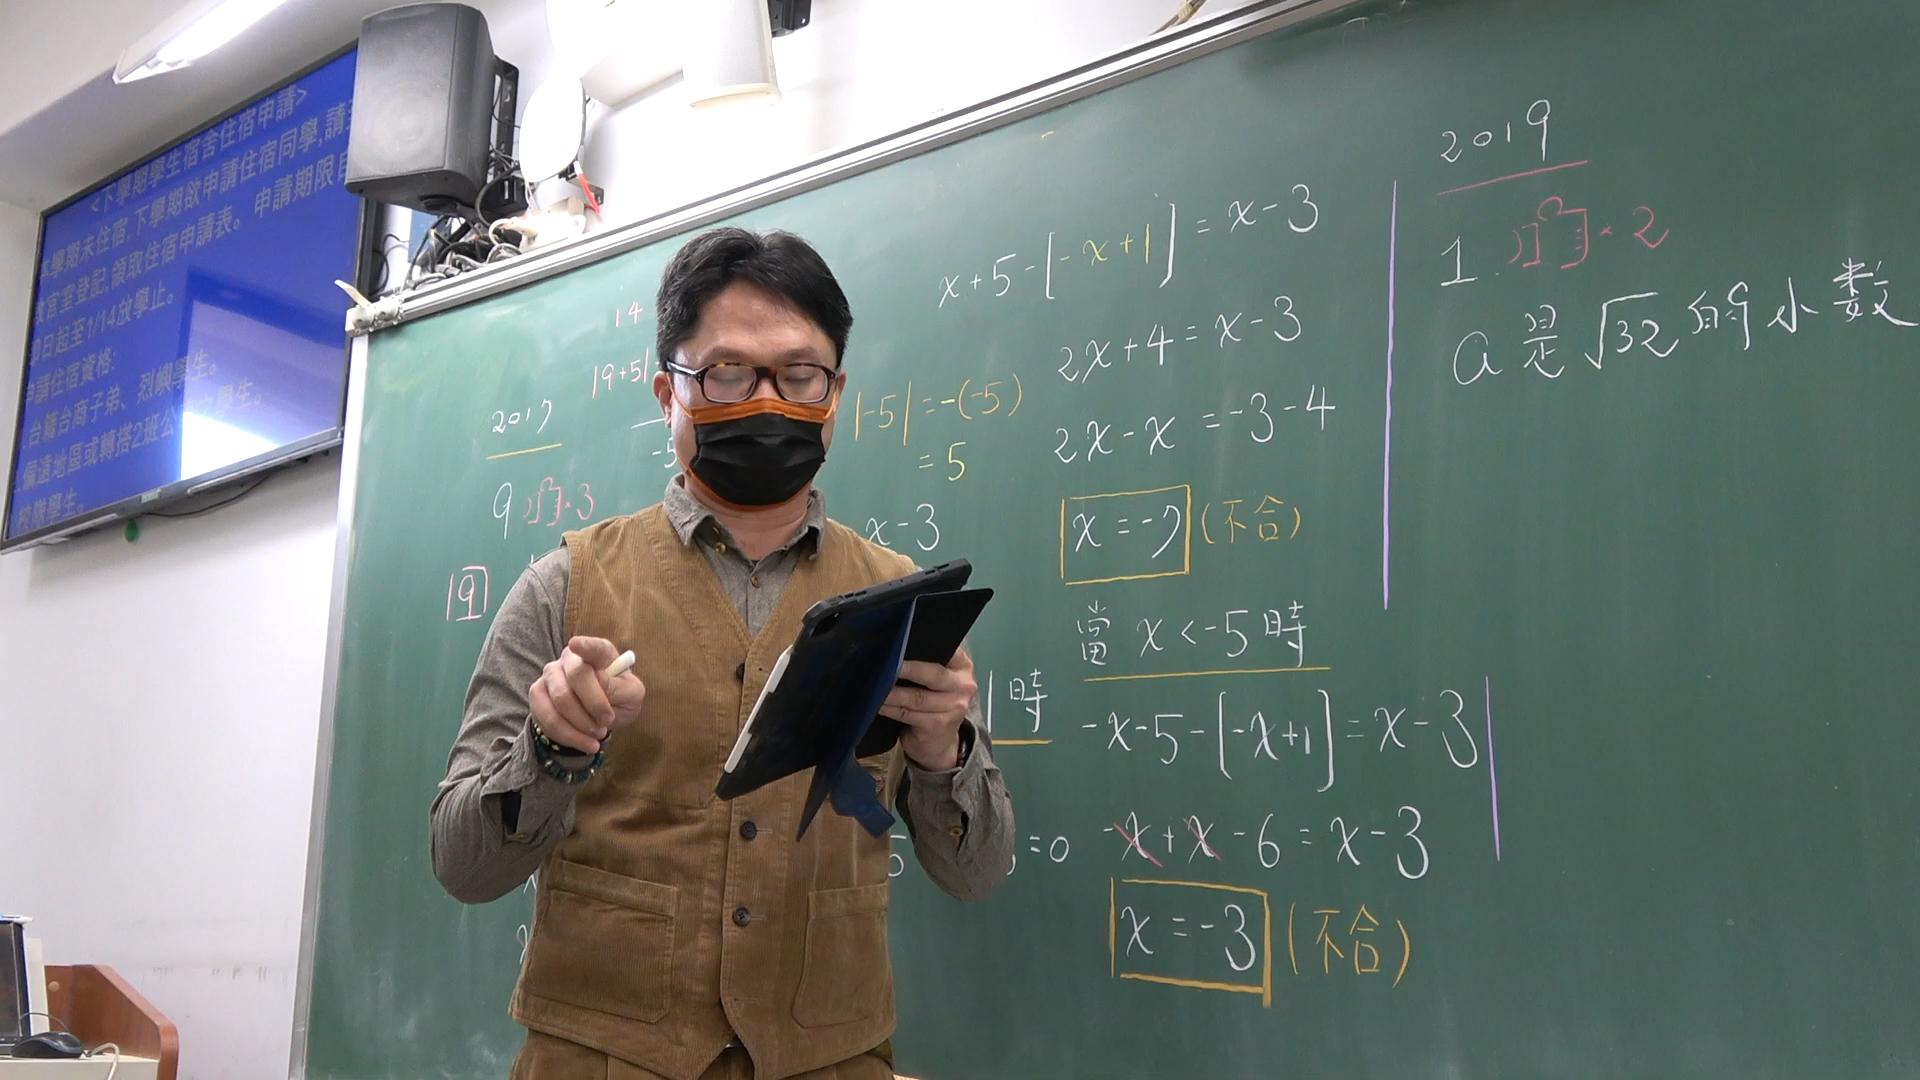 <下學期學生宿舍住宿申請>
本學期未住宿,下學期欲申請住宿同學,請
教官室登記,領取住宿申請表。申請期限自
即日起至1/14放學止。
申請住宿資格:
台籍台商子弟、烈嶼學生。
偏遠地區或轉搭2班公
學生。
14
|9+5|
-5
2017
9
×3
19
|-5|=-(-5)
=5
x-3
時
=0
x+5-[-x+1]=x-3
2x+4=x-3
2x-x=-3-4
x=-7 (不合)
當 x<-5時
-x-5-[-x+1]=x-3
-x+x-6=x-3
x=-3 (不合)
2019
1.
×2
a是√32的小數